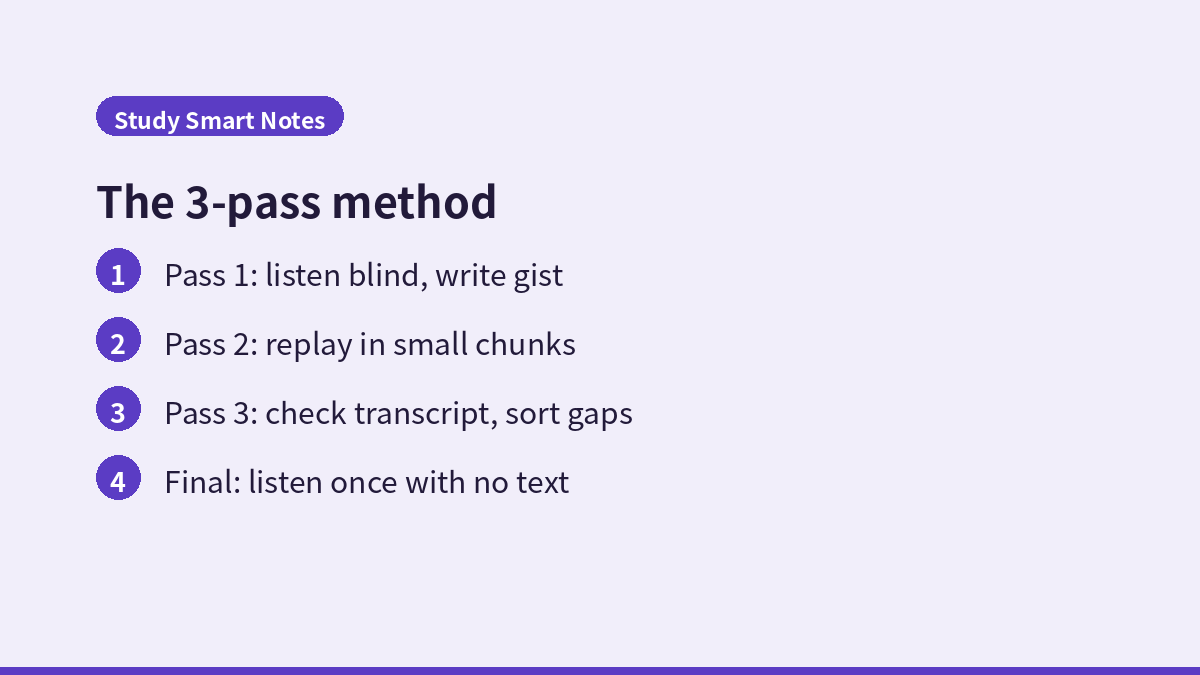 Study Smart Notes
The 3-pass method
1 Pass 1: listen blind, write gist
2 Pass 2: replay in small chunks
3 Pass 3: check transcript, sort gaps
4 Final: listen once with no text